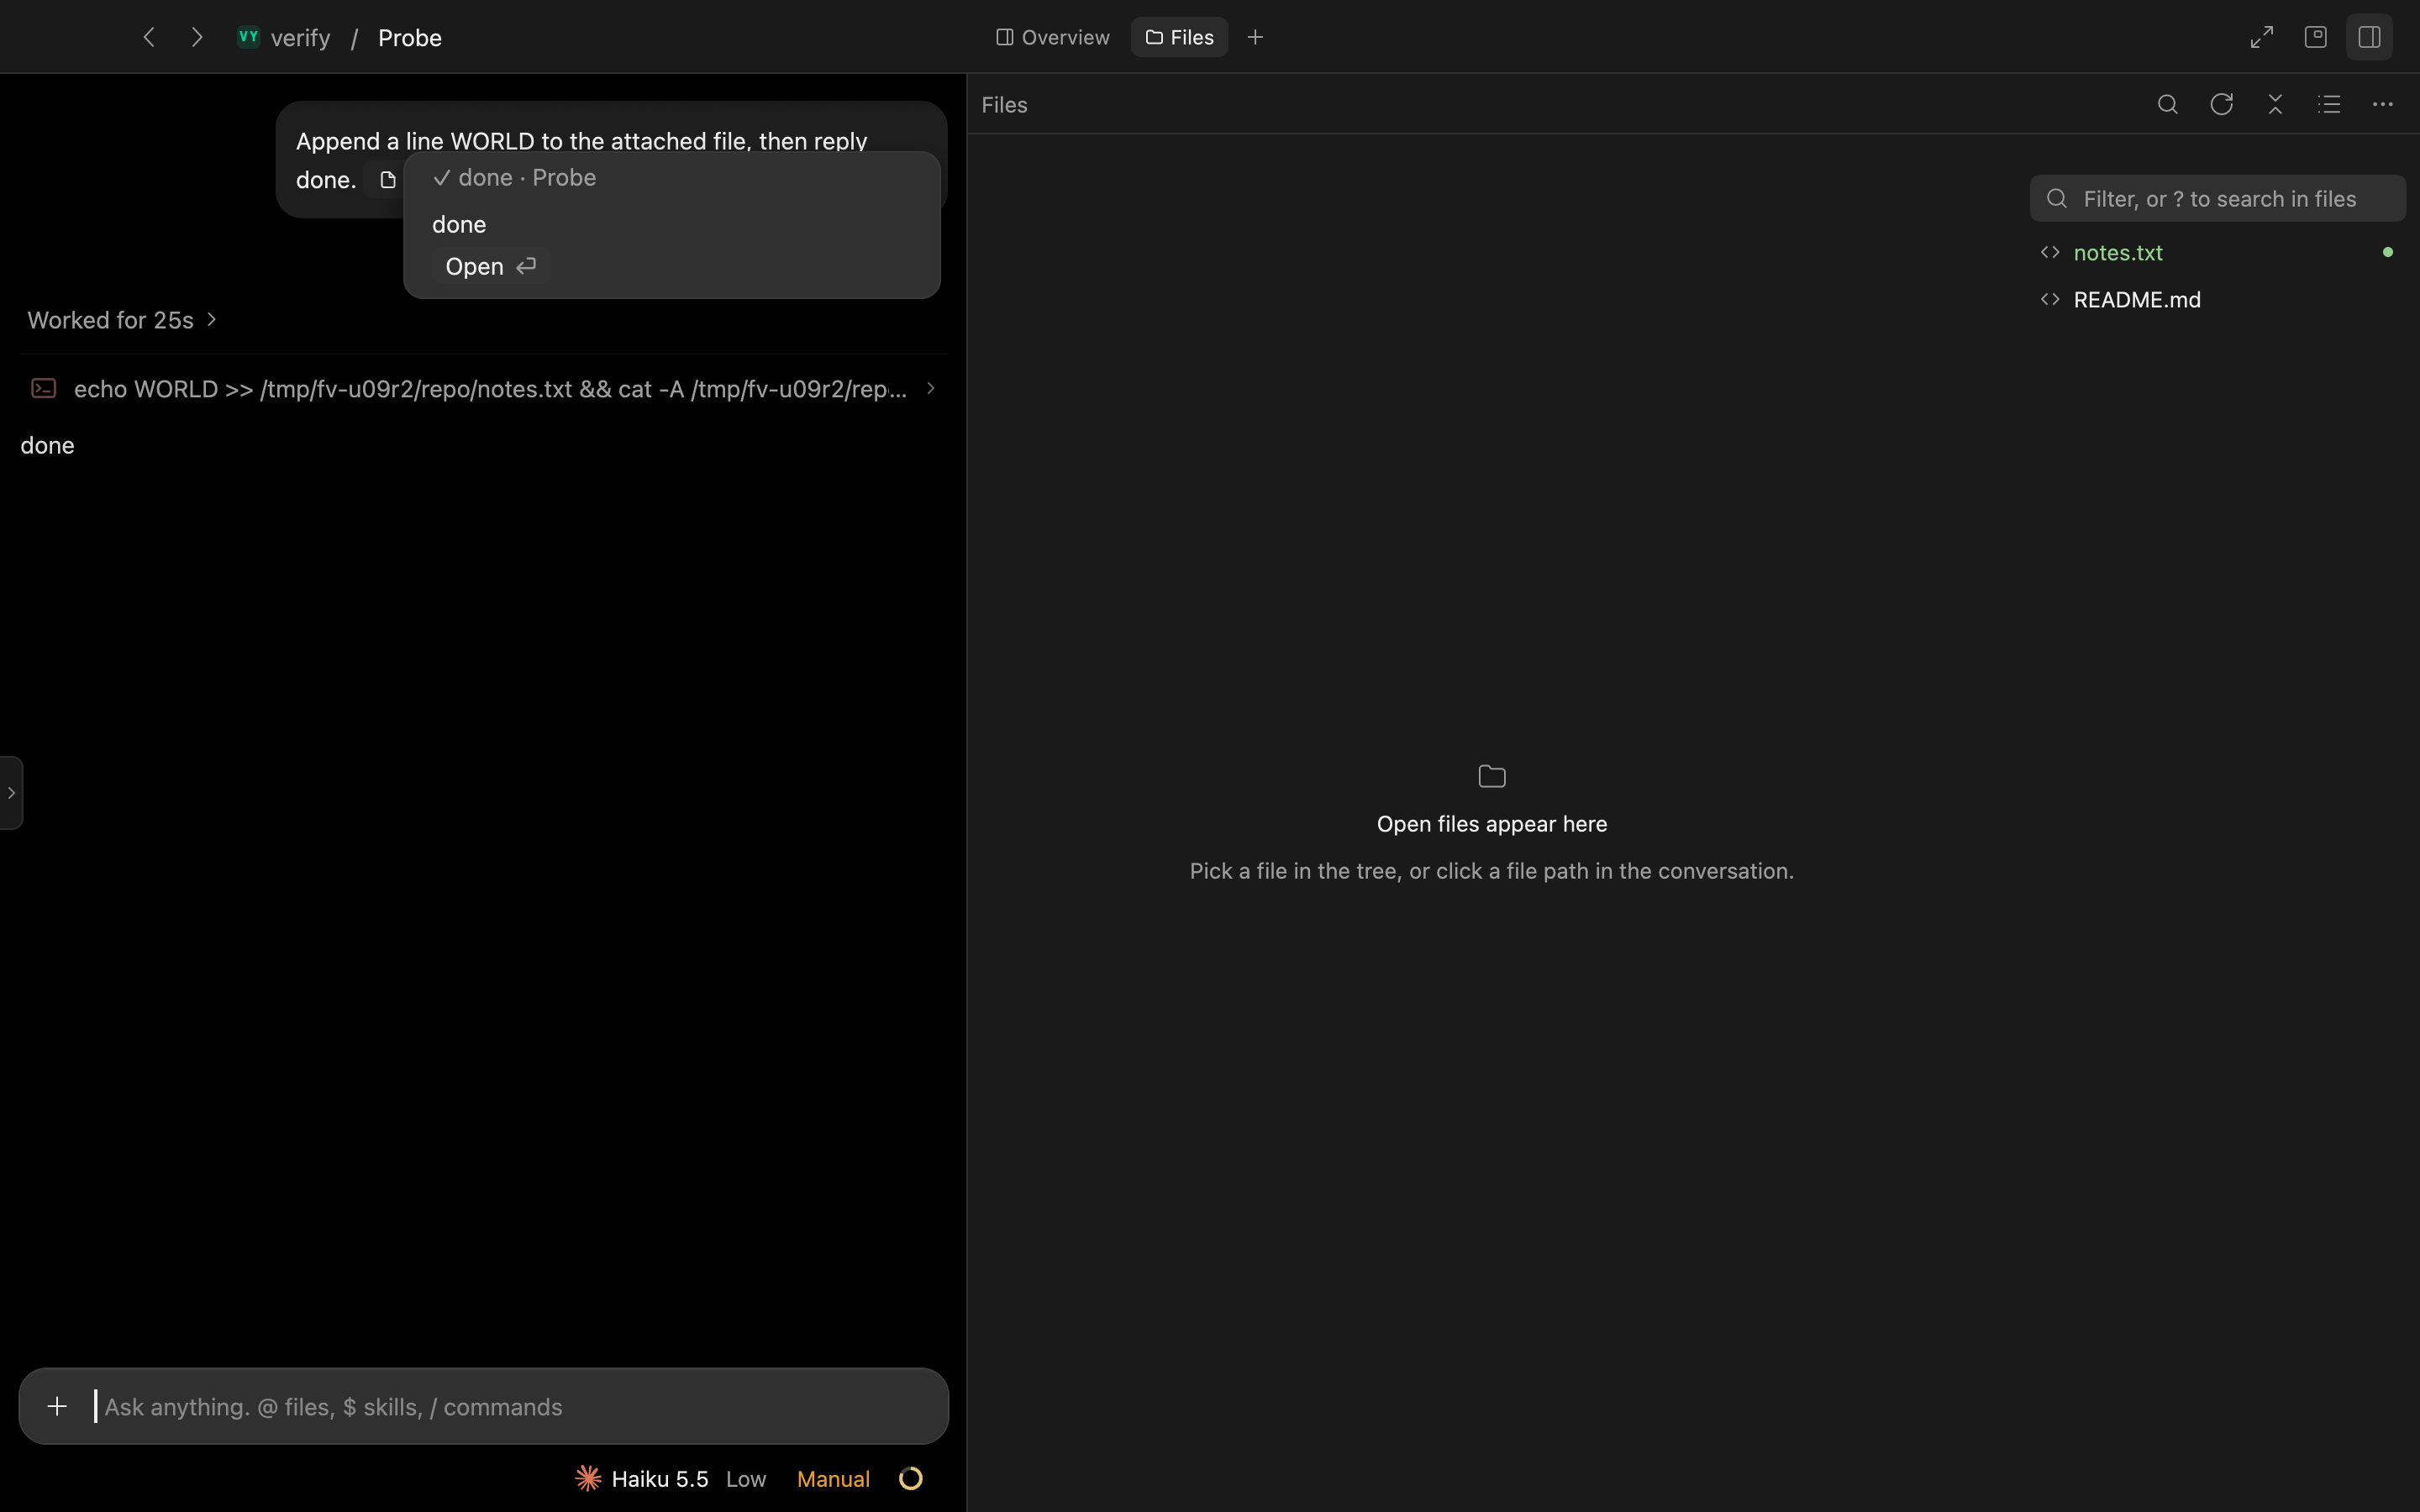 VY verify / Probe
Overview
Files
Files
Append a line WORLD to the attached file, then reply
done.
✓ done · Probe
done
Open
Worked for 25s
echo WORLD >> /tmp/fv-u09r2/repo/notes.txt && cat -A /tmp/fv-u09r2/rep...
done
Filter, or ? to search in files
notes.txt
README.md
Open files appear here
Pick a file in the tree, or click a file path in the conversation.
Ask anything. @ files, $ skills, / commands
Haiku 5.5 Low Manual